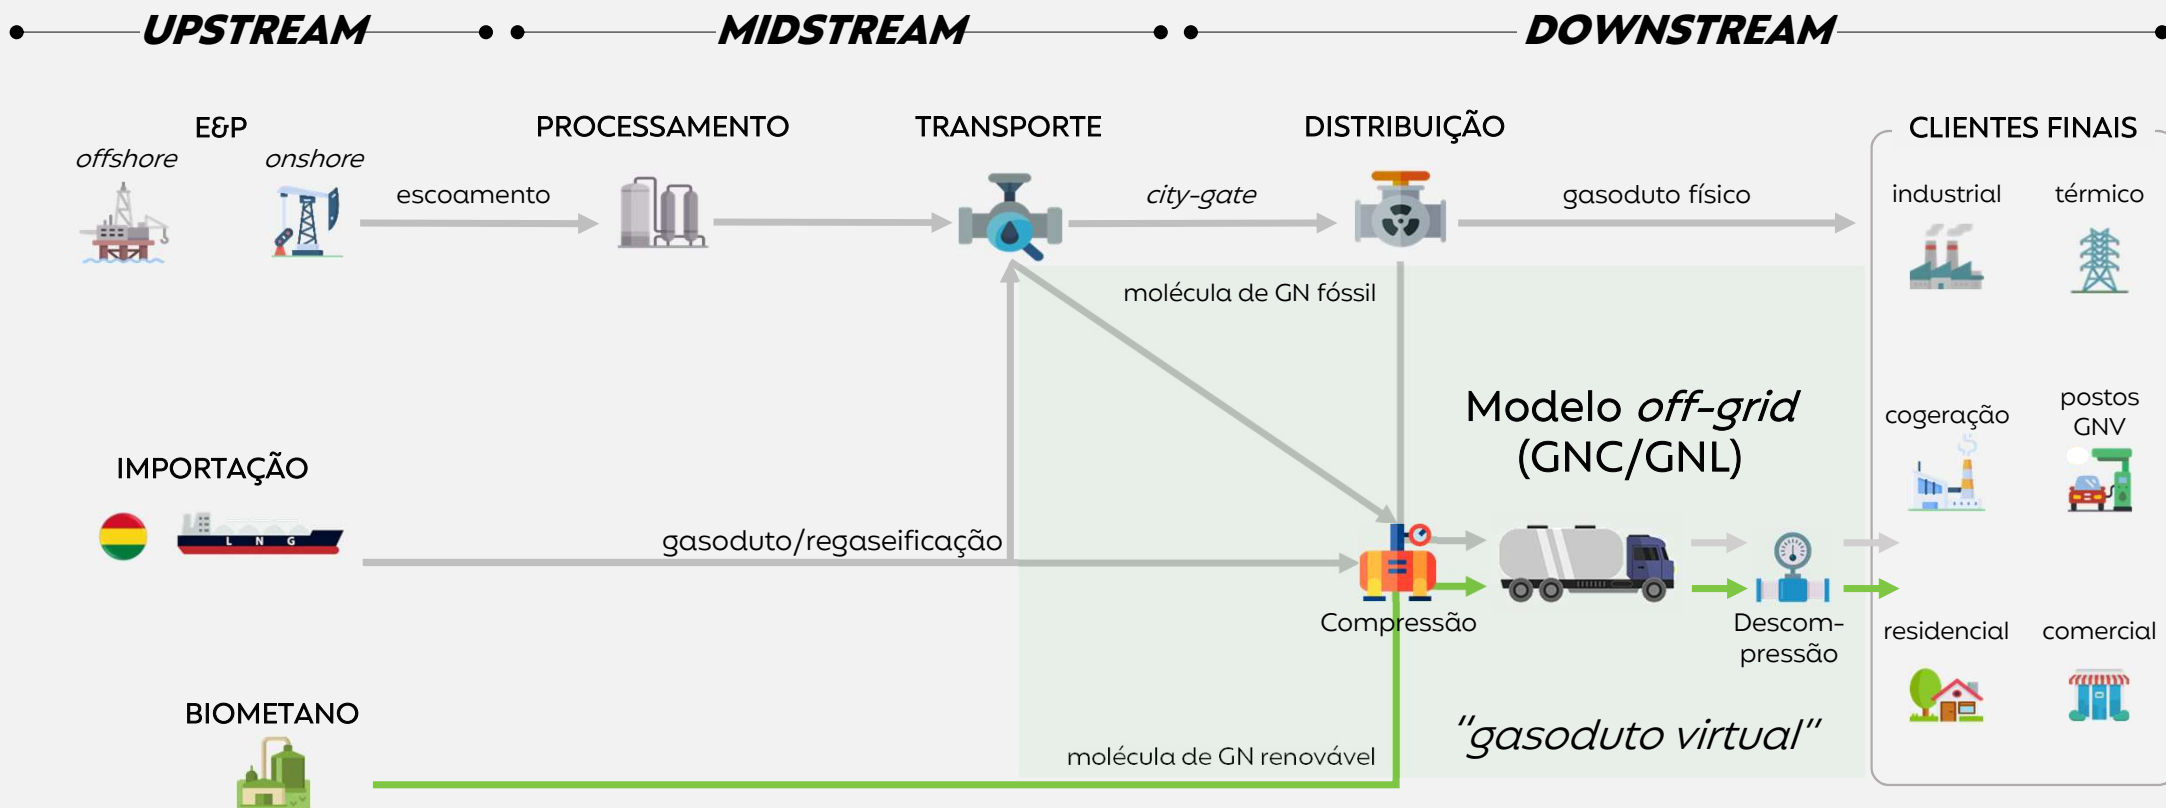 UPSTREAM
MIDSTREAM
DOWNSTREAM
E&P
PROCESSAMENTO
TRANSPORTE
DISTRIBUIÇÃO
CLIENTES FINAIS
offshore
onshore
escoamento
city-gate
gasoduto físico
industrial
térmico
molécula de GN fóssil
Modelo off-grid
(GNC/GNL)
cogeração
postos
GNV
IMPORTAÇÃO
L N G
gasoduto/regaseificação
Compressão
Descom-
pressão
residencial
comercial
BIOMETANO
molécula de GN renovável
“gasoduto virtual”